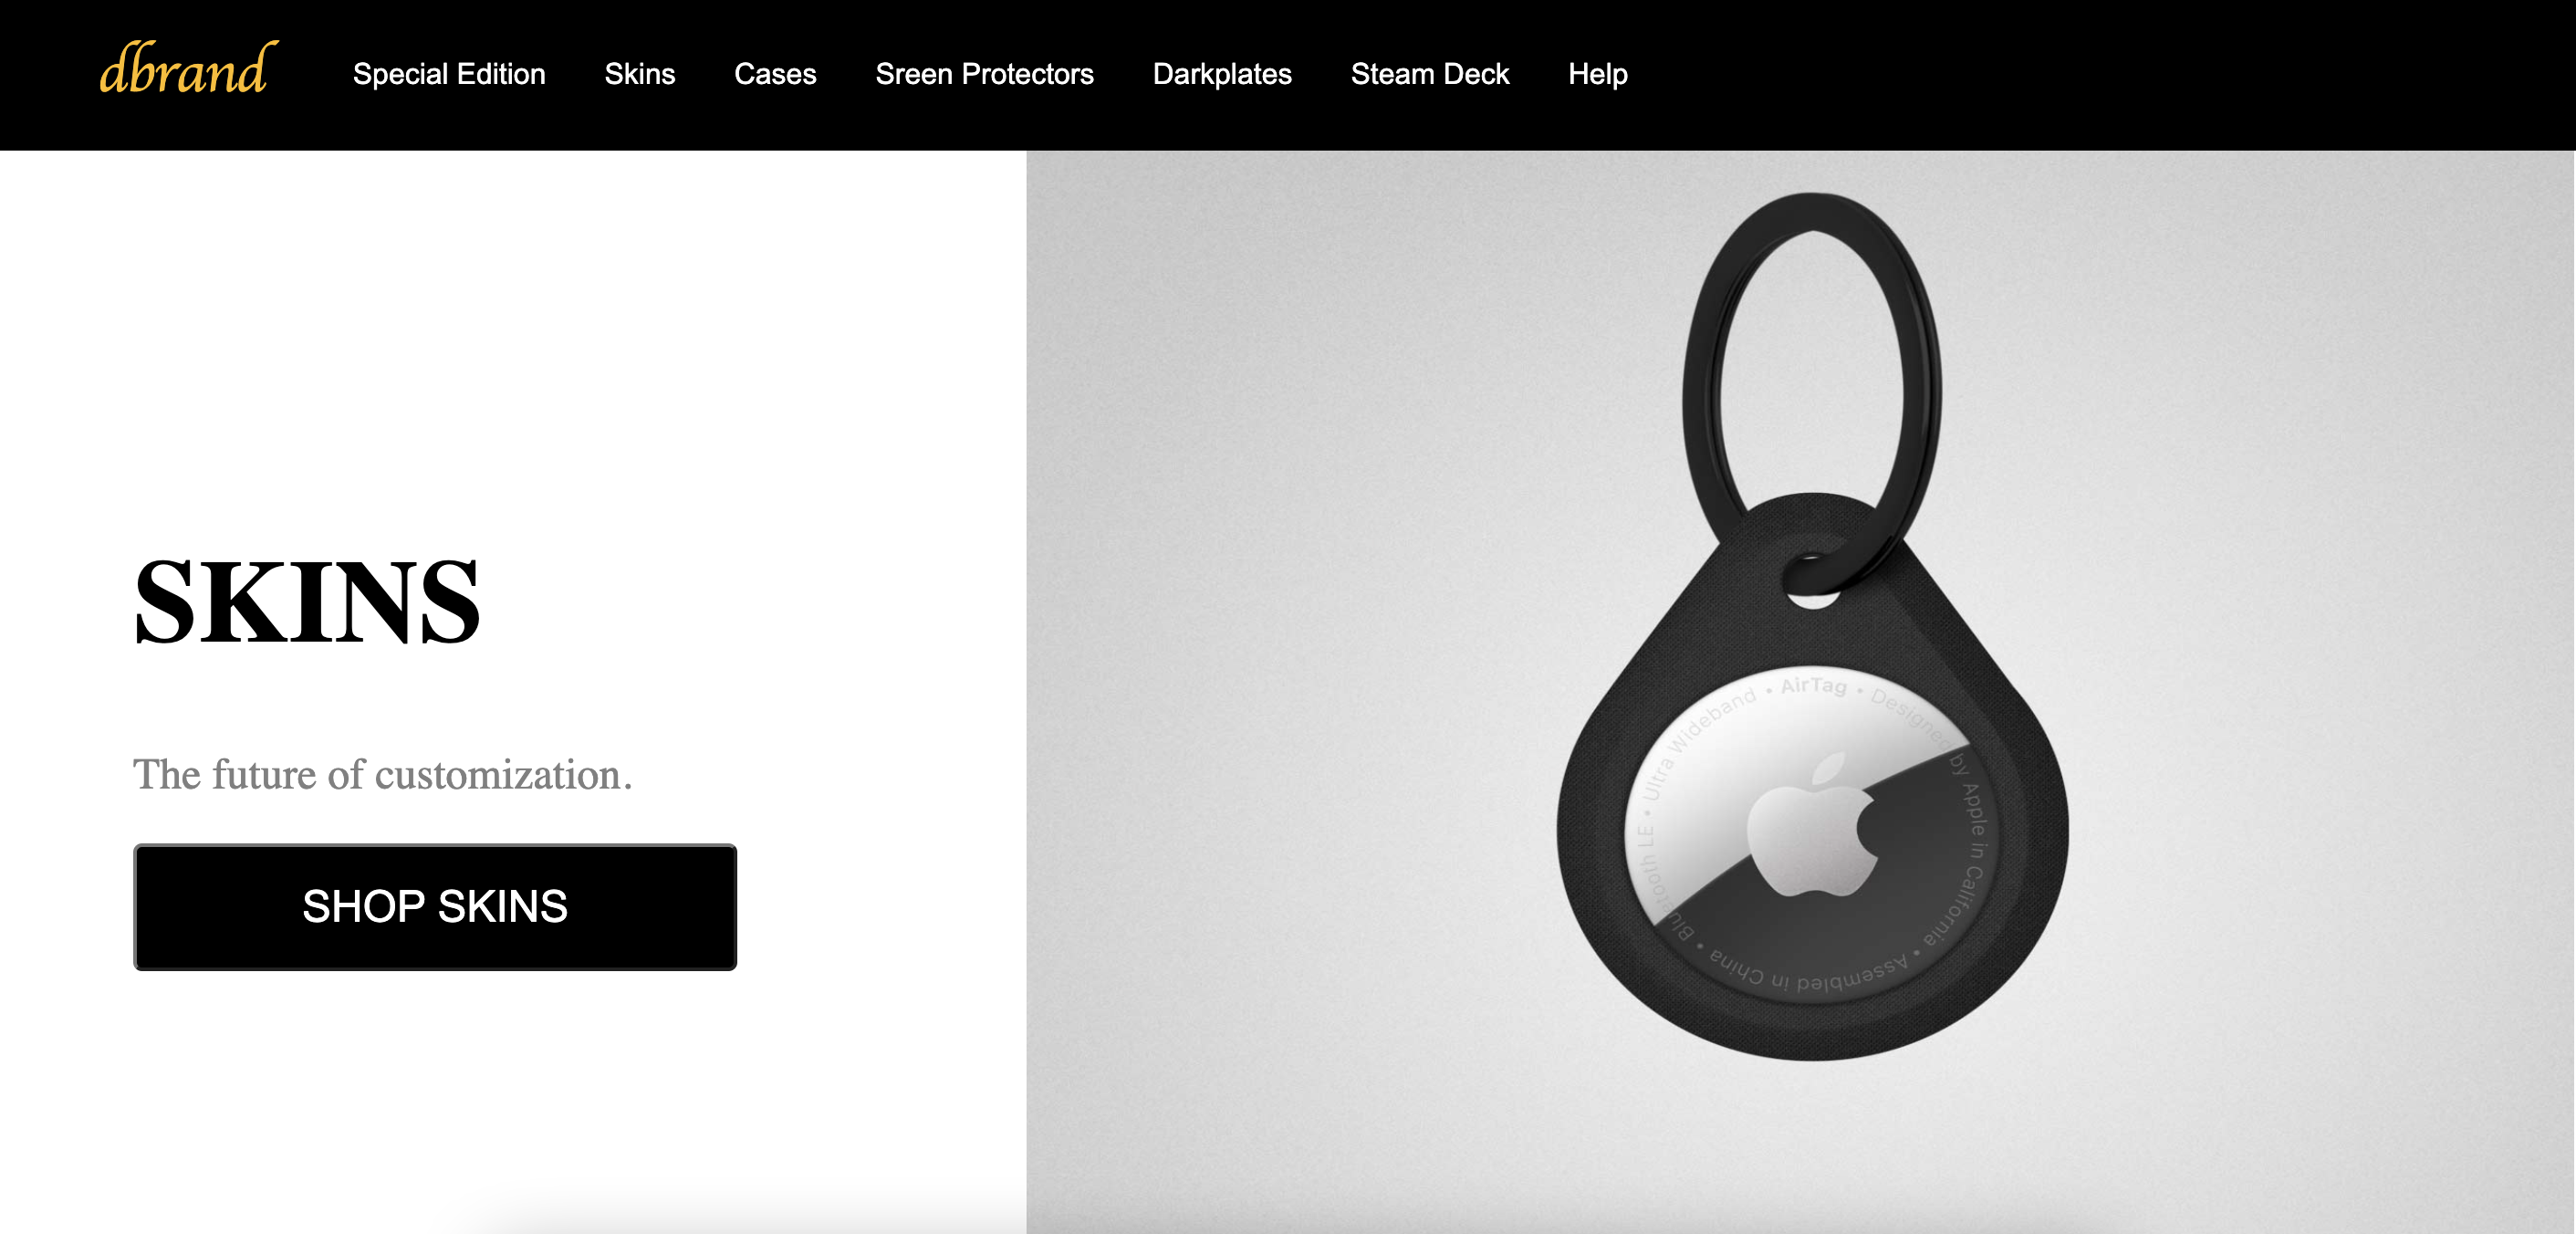 dbrand
Special Edition Skins Cases Sreen Protectors Darkplates Steam Deck Help
SKINS
The future of customization.
SHOP SKINS
• AirTag • Designed by Apple in California • Assembled in China • Bluetooth LE • Ultra Wideband